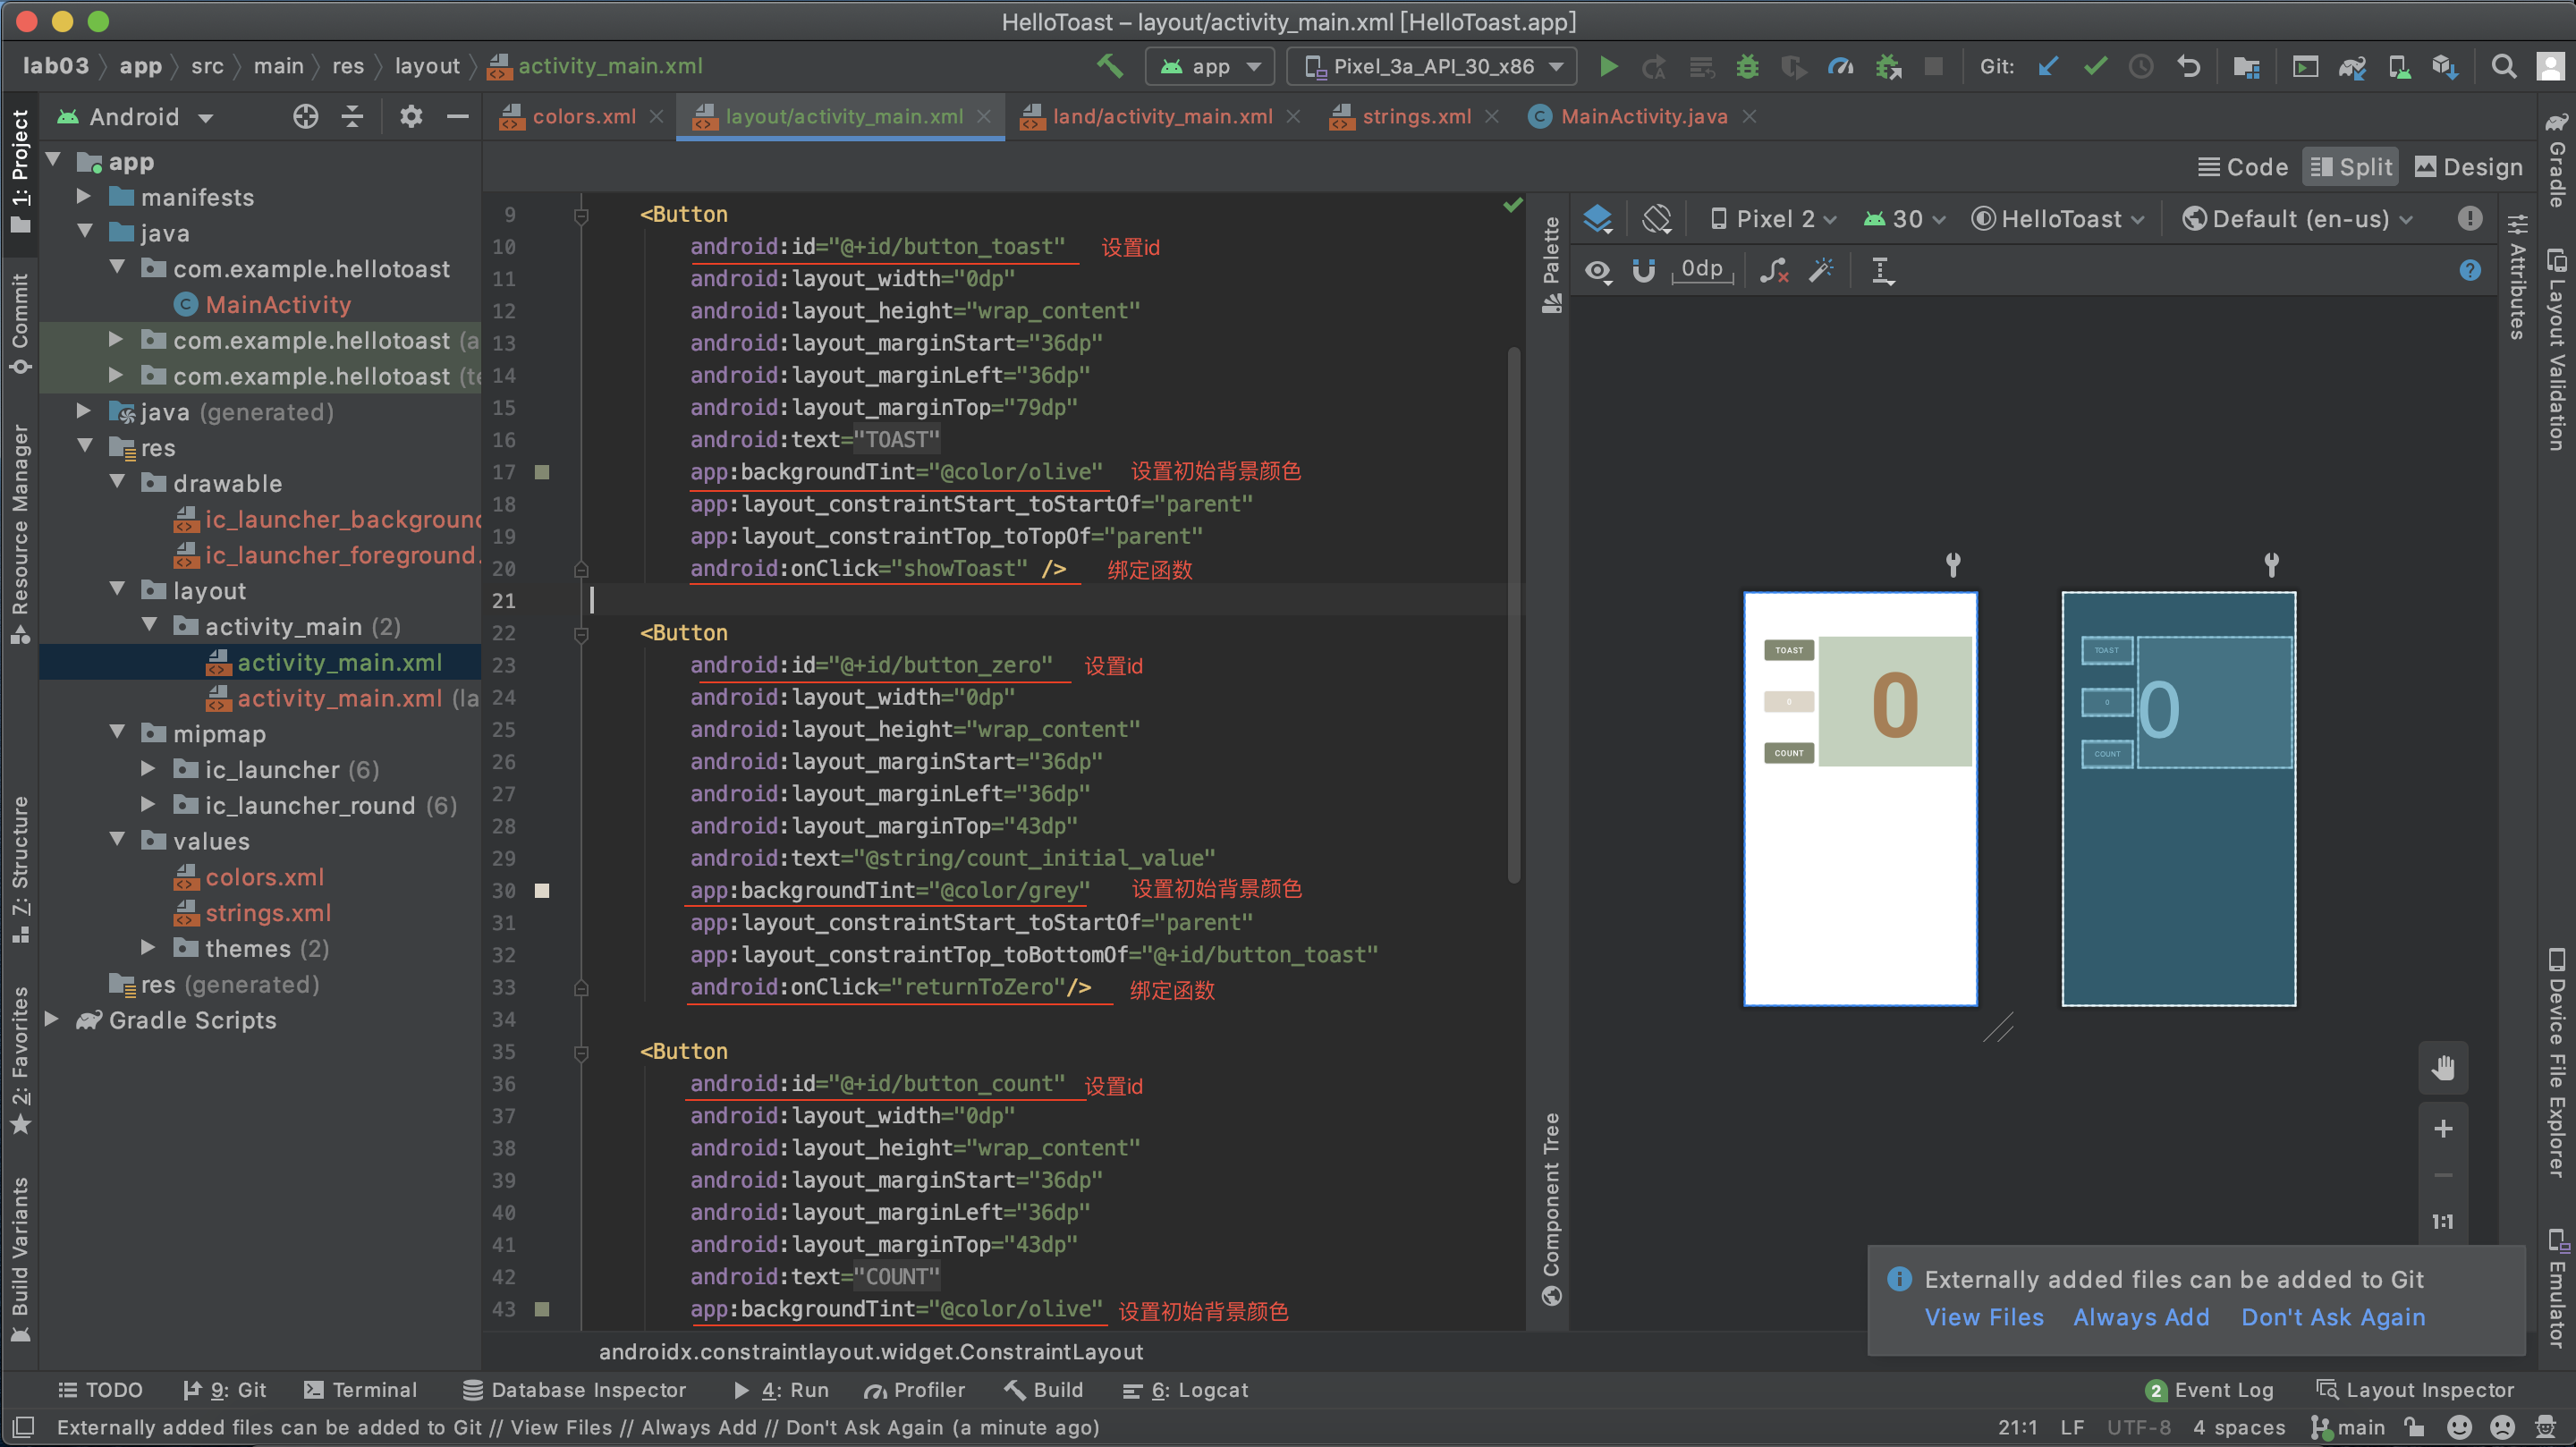 HelloToast – layout/activity_main.xml [HelloToast.app]
lab03 app src main res layout activity_main.xml
app Pixel_3a_API_30_x86 Git:
Android
colors.xml layout/activity_main.xml land/activity_main.xml strings.xml MainActivity.java
Code Split Design
1: Project
Commit
Resource Manager
Z: Structure
2: Favorites
Build Variants
app
manifests
java
com.example.hellotoast
MainActivity
com.example.hellotoast (a
com.example.hellotoast (te
java (generated)
res
drawable
ic_launcher_background
ic_launcher_foreground.
layout
activity_main (2)
activity_main.xml
activity_main.xml (la
mipmap
ic_launcher (6)
ic_launcher_round (6)
values
colors.xml
strings.xml
themes (2)
res (generated)
Gradle Scripts
9 <Button
10 android:id="@+id/button_toast" 设置id
11 android:layout_width="0dp"
12 android:layout_height="wrap_content"
13 android:layout_marginStart="36dp"
14 android:layout_marginLeft="36dp"
15 android:layout_marginTop="79dp"
16 android:text="TOAST"
17 app:backgroundTint="@color/olive" 设置初始背景颜色
18 app:layout_constraintStart_toStartOf="parent"
19 app:layout_constraintTop_toTopOf="parent"
20 android:onClick="showToast" /> 绑定函数
21
22 <Button
23 android:id="@+id/button_zero" 设置id
24 android:layout_width="0dp"
25 android:layout_height="wrap_content"
26 android:layout_marginStart="36dp"
27 android:layout_marginLeft="36dp"
28 android:layout_marginTop="43dp"
29 android:text="@string/count_initial_value"
30 app:backgroundTint="@color/grey" 设置初始背景颜色
31 app:layout_constraintStart_toStartOf="parent"
32 app:layout_constraintTop_toBottomOf="@+id/button_toast"
33 android:onClick="returnToZero"/> 绑定函数
34
35 <Button
36 android:id="@+id/button_count" 设置id
37 android:layout_width="0dp"
38 android:layout_height="wrap_content"
39 android:layout_marginStart="36dp"
40 android:layout_marginLeft="36dp"
41 android:layout_marginTop="43dp"
42 android:text="COUNT"
43 app:backgroundTint="@color/olive" 设置初始背景颜色
androidx.constraintlayout.widget.ConstraintLayout
Palette
Component Tree
Pixel 2 30 HelloToast Default (en-us)
0dp
TOAST
0
COUNT
0
TOAST
0
COUNT
0
1:1
Attributes
Gradle
Layout Validation
Device File Explorer
Emulator
Externally added files can be added to Git
View Files Always Add Don't Ask Again
TODO 9: Git Terminal Database Inspector 4: Run Profiler Build 6: Logcat 2 Event Log Layout Inspector
Externally added files can be added to Git // View Files // Always Add // Don't Ask Again (a minute ago) 21:1 LF UTF-8 4 spaces main